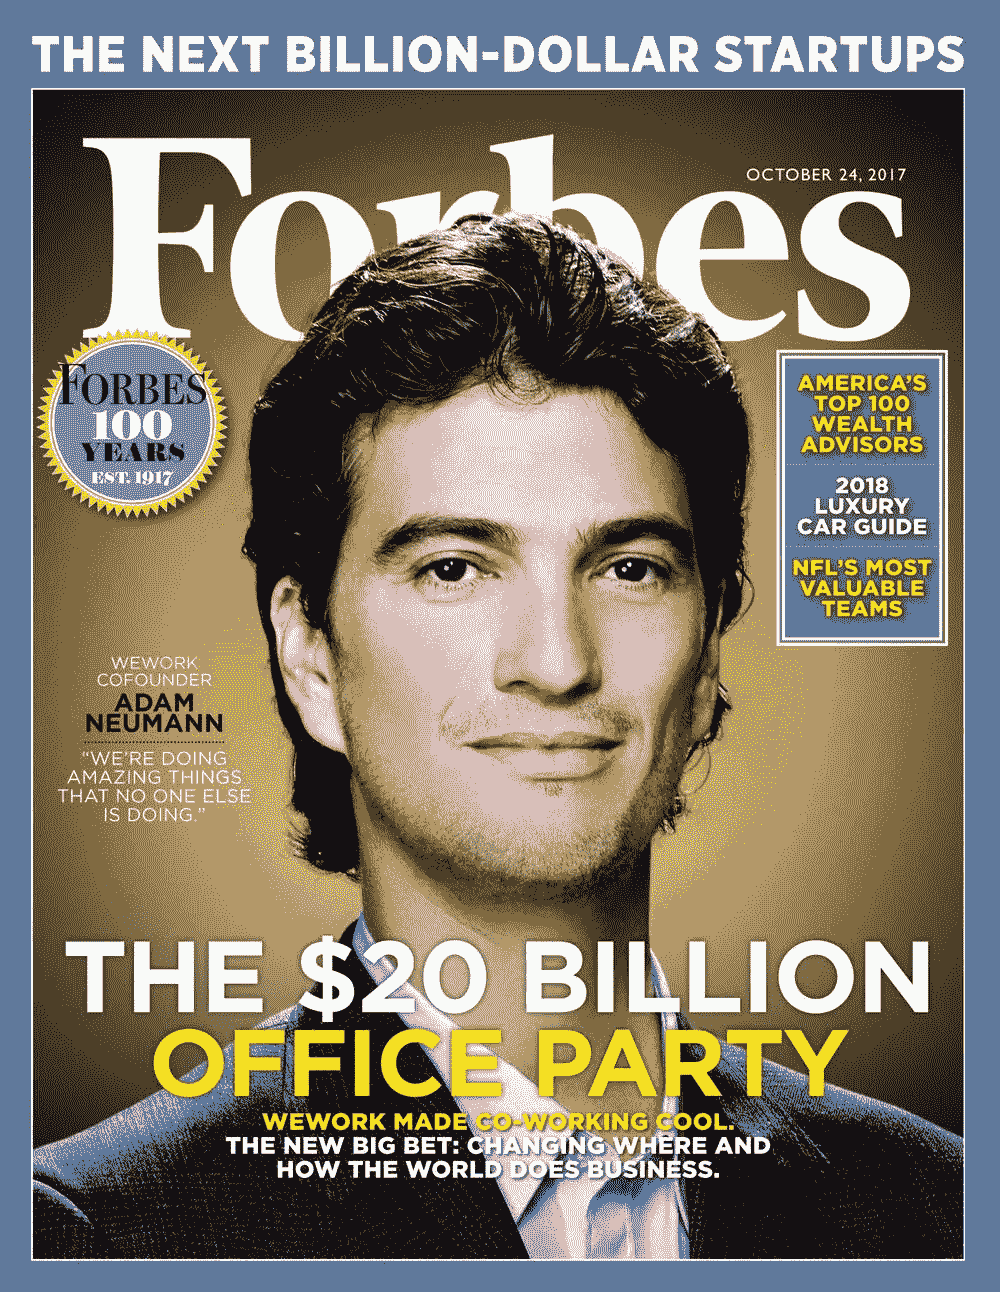 THE NEXT BILLION-DOLLAR STARTUPS
Forbes
OCTOBER 24, 2017
FORBES
100
YEARS
EST. 1917
AMERICA'S
TOP 100
WEALTH
ADVISORS
2018
LUXURY
CAR GUIDE
NFL'S MOST
VALUABLE
TEAMS
WEWORK
COFOUNDER
ADAM
NEUMANN
“WE'RE DOING
AMAZING THINGS
THAT NO ONE ELSE
IS DOING.”
THE $20 BILLION
OFFICE PARTY
WEWORK MADE CO-WORKING COOL.
THE NEW BIG BET: CHANGING WHERE AND
HOW THE WORLD DOES BUSINESS.